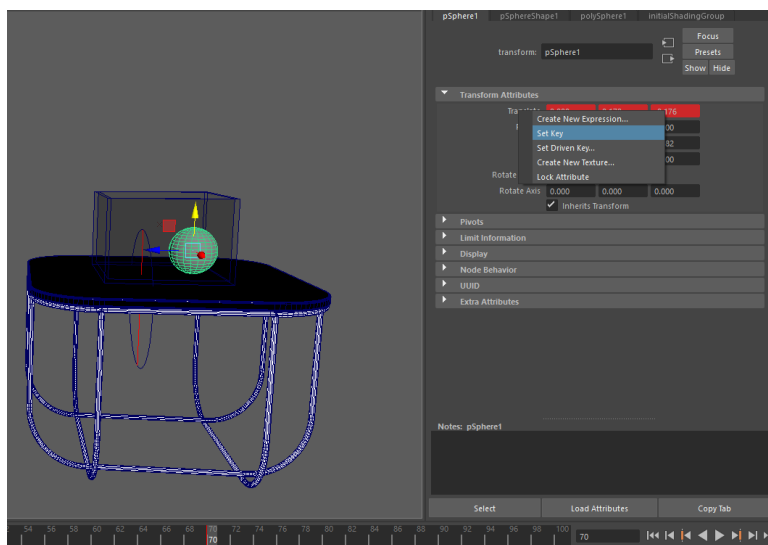 pSphere1 pSphereShape1 polySphere1 initialShadingGroup
Focus
transform: pSphere1
Presets
Show Hide
Transform Attributes
Translate
Create New Expression...
Set Key
Set Driven Key...
Create New Texture...
Lock Attribute
Rotate
Rotate Axis 0.000 0.000 0.000
Inherits Transform
Pivots
Limit Information
Display
Node Behavior
UUID
Extra Attributes
Notes: pSphere1
Select Load Attributes Copy Tab
54 56 58 60 62 64 66 68 70 72 74 76 78 80 82 84 86 88 90 92 94 96 98 100
70 70